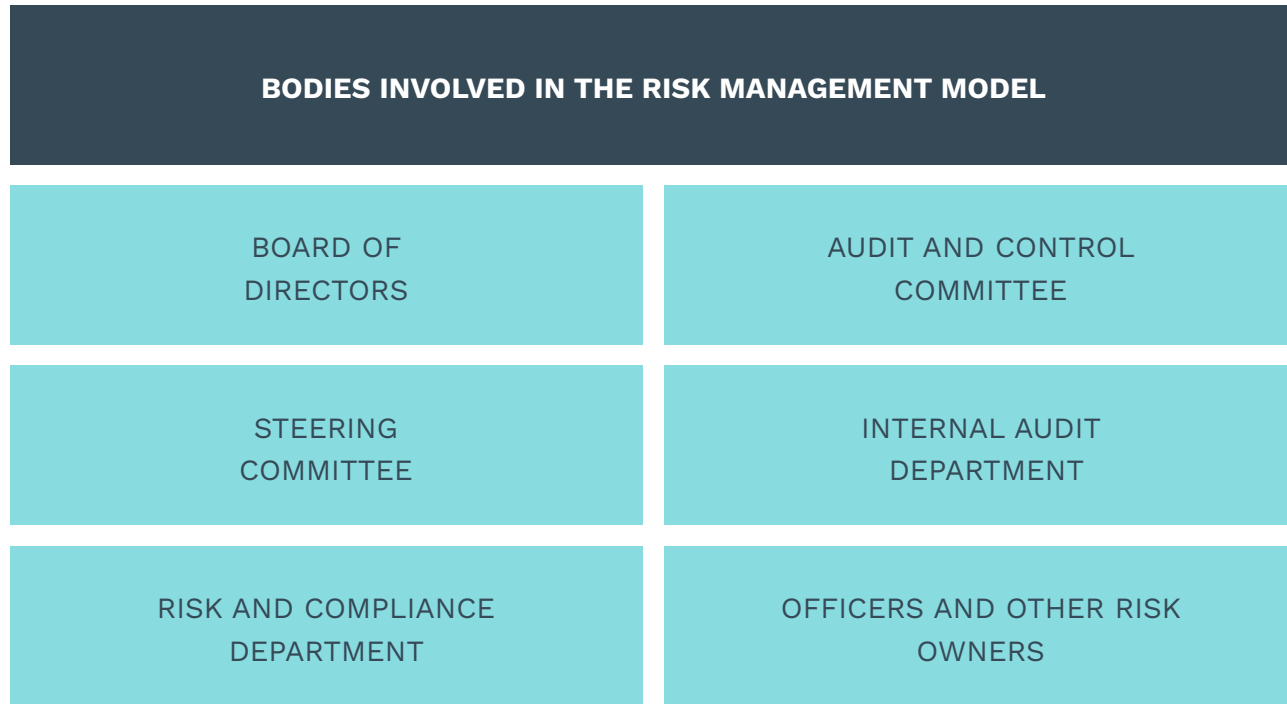 BODIES INVOLVED IN THE RISK MANAGEMENT MODEL
BOARD OF
DIRECTORS
AUDIT AND CONTROL
COMMITTEE
STEERING
COMMITTEE
INTERNAL AUDIT
DEPARTMENT
RISK AND COMPLIANCE
DEPARTMENT
OFFICERS AND OTHER RISK
OWNERS